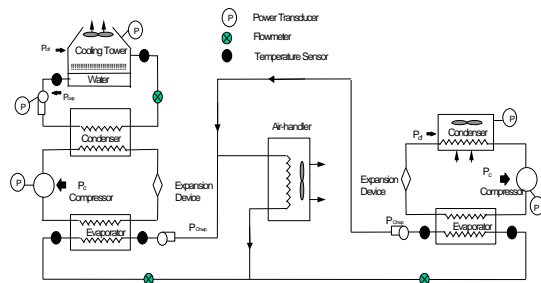 P Power Transducer
Flowmeter
Temperature Sensor
P
Pctf
Cooling Tower
Water
Ptwp
P
Condenser
P
Pc
Compressor
Expansion
Device
Evaporator
PChwp
Air-handler
Pcf
Condenser
P
Pc
Compressor
P
Expansion
Device
PChwp
Evaporator